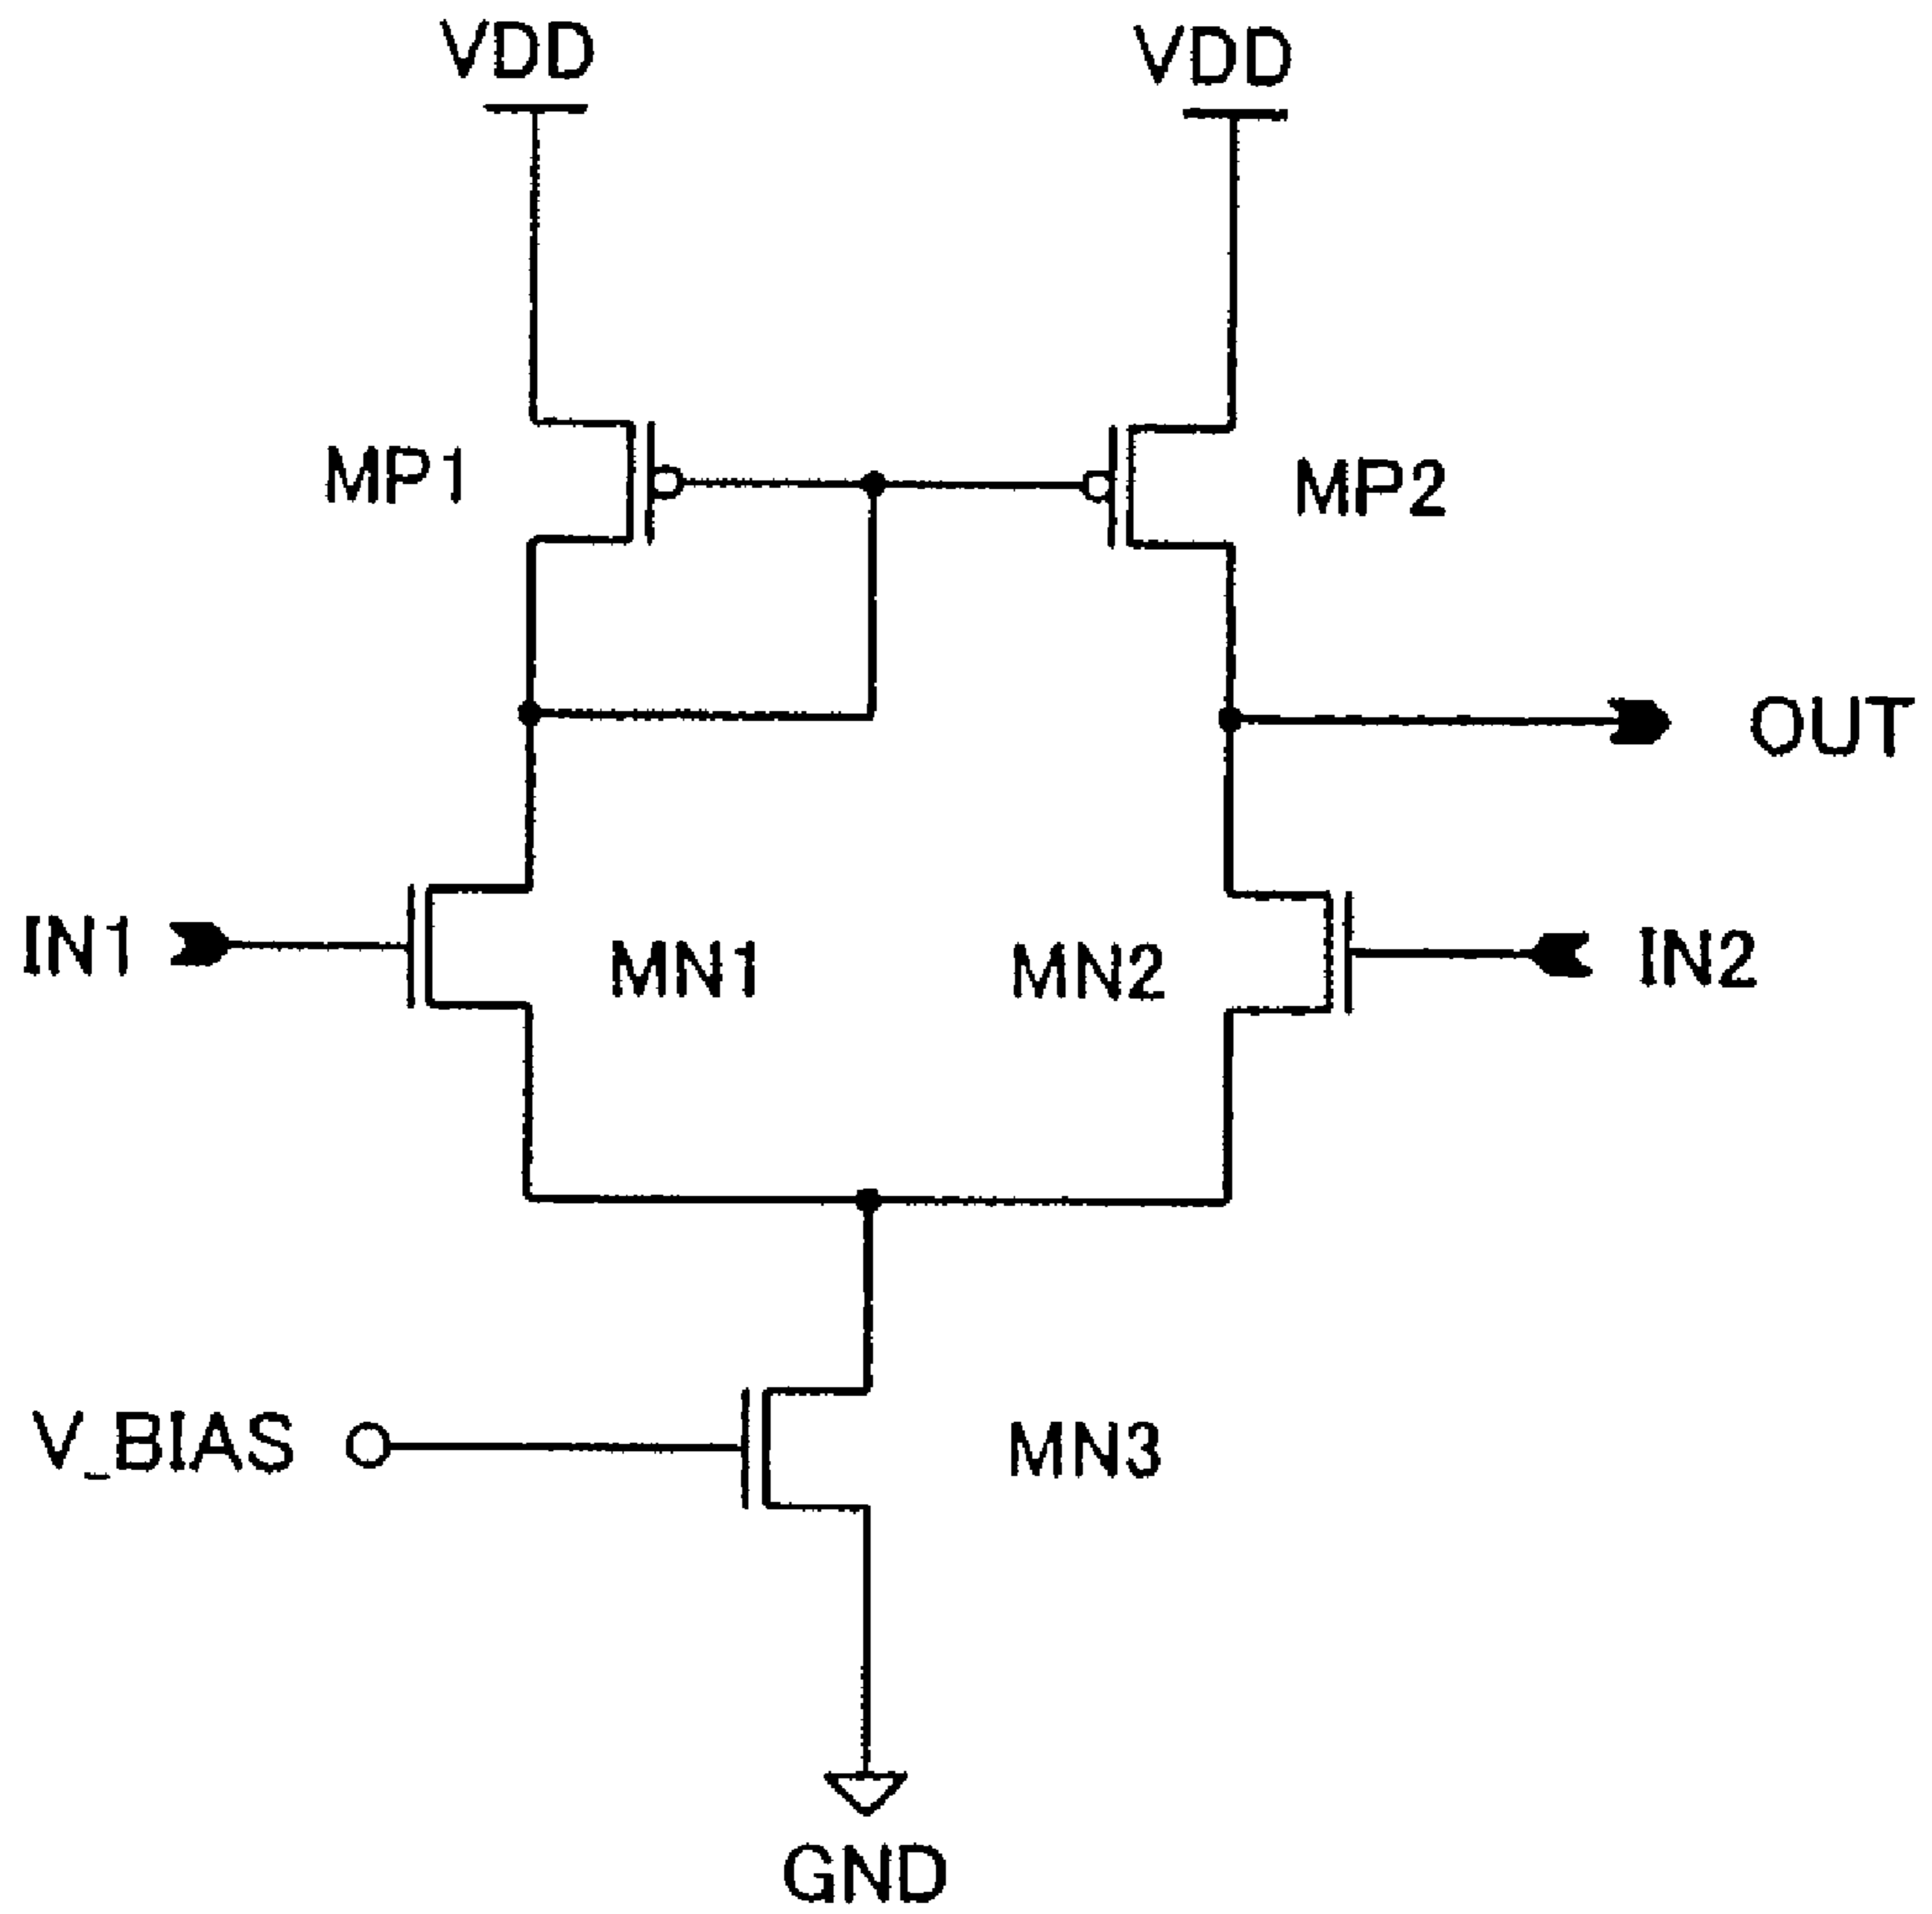 VDD
VDD
MP1
MP2
OUT
IN1
MN1
MN2
IN2
V_BIAS
MN3
GND